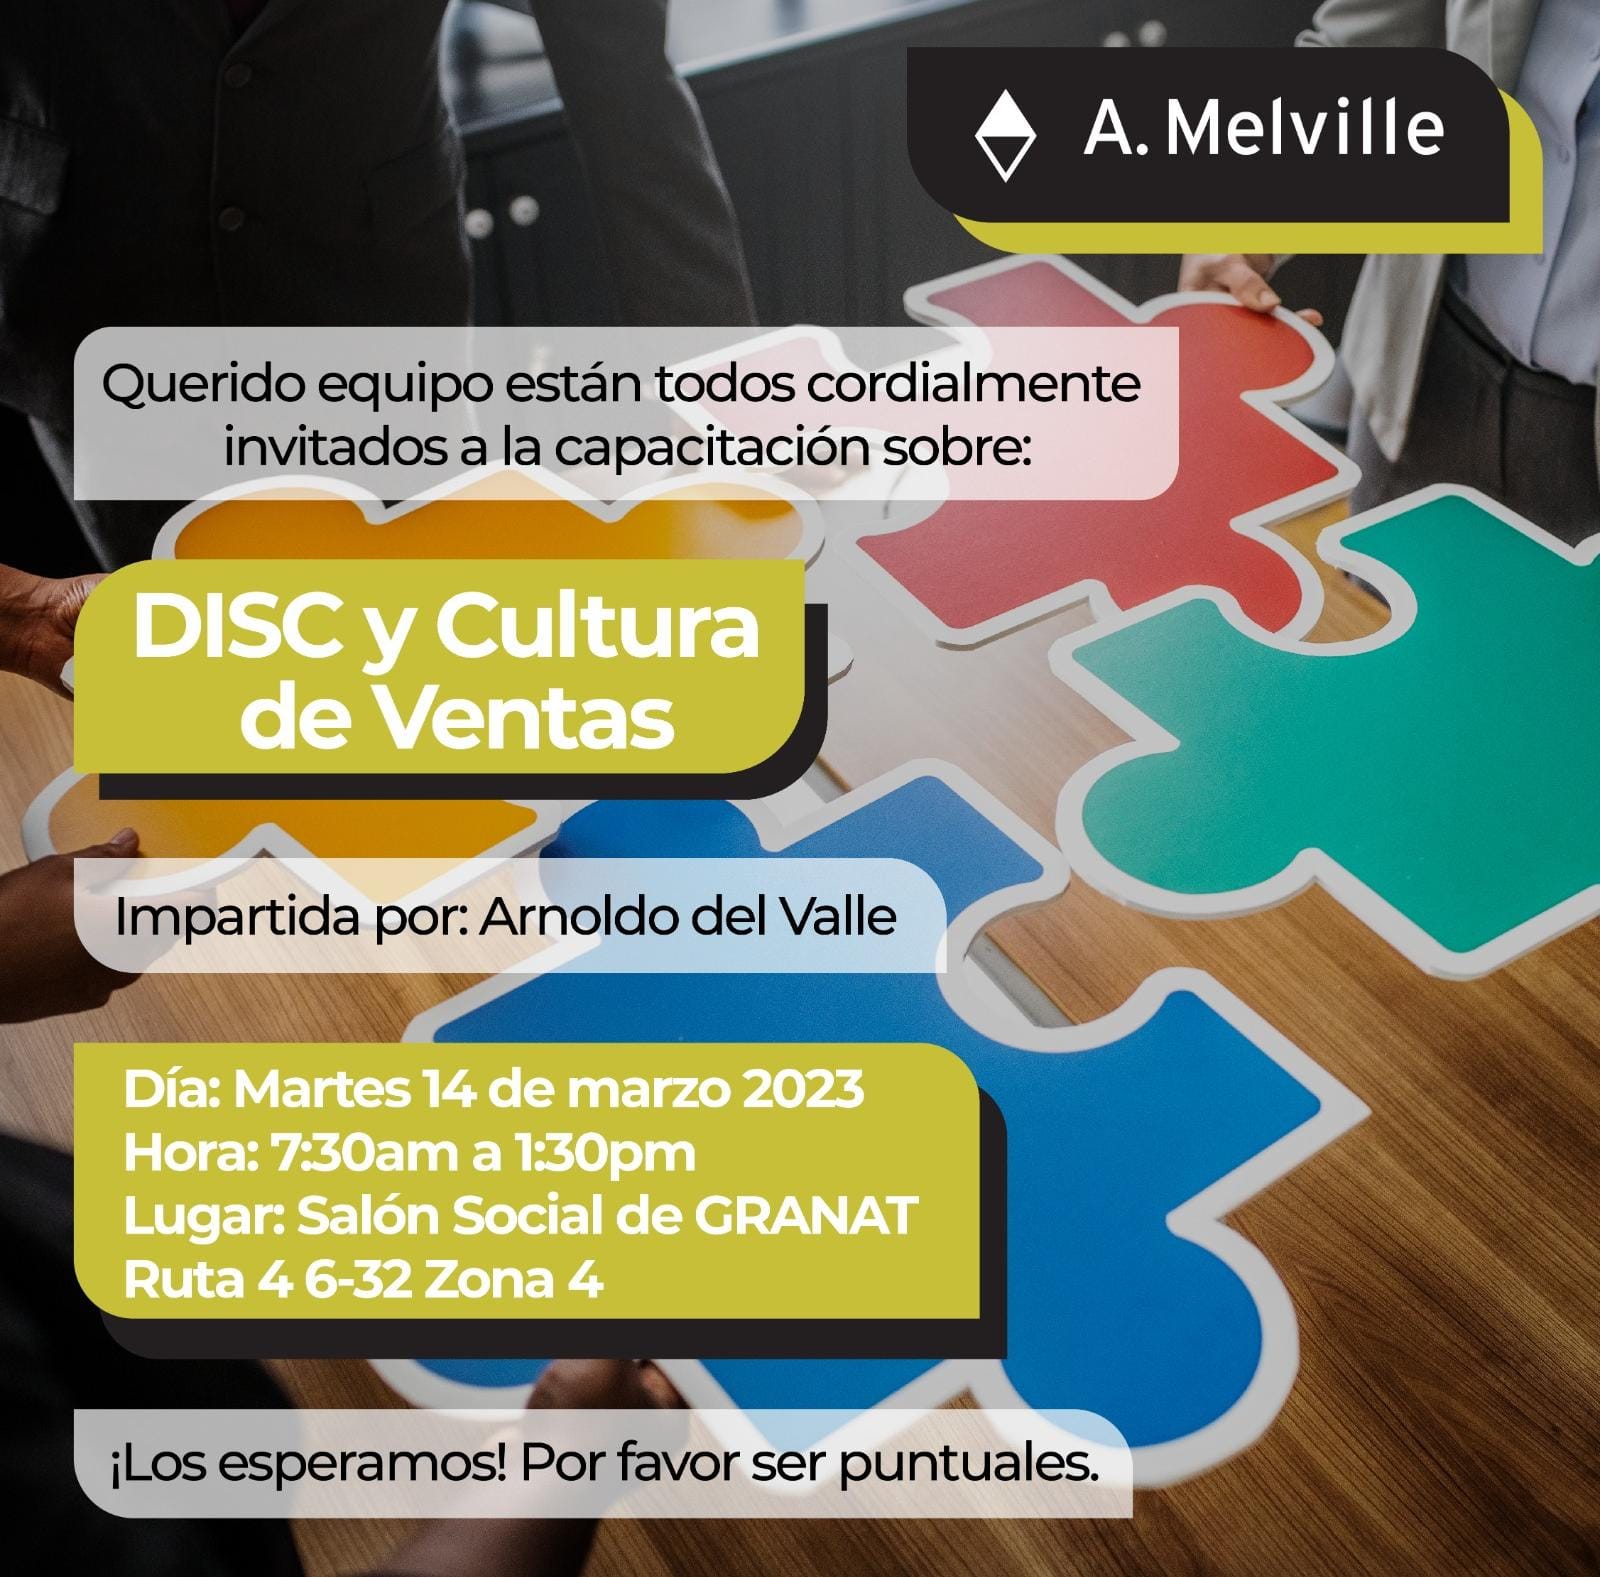 A. Melville
Querido equipo están todos cordialmente
invitados a la capacitación sobre:
DISC y Cultura
de Ventas
Impartida por: Arnoldo del Valle
Día: Martes 14 de marzo 2023
Hora: 7:30am a 1:30pm
Lugar: Salón Social de GRANAT
Ruta 4 6-32 Zona 4
¡Los esperamos! Por favor ser puntuales.